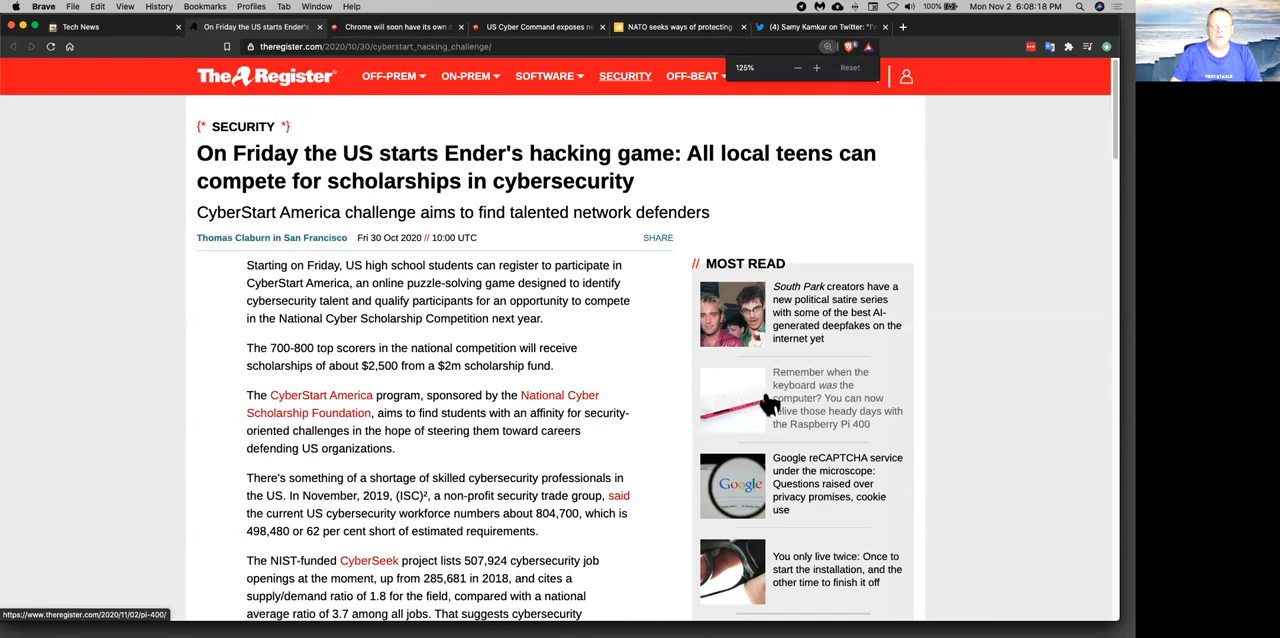 Brave File Edit View History Bookmarks Profiles Tab Window Help 100% Mon Nov 2 6:08:18 PM
Tech News × On Friday the US starts Ender's × Chrome will soon have its own c × US Cyber Command exposes ne × NATO seeks ways of protecting × (4) Samy Kamkar on Twitter: "I'm × +
theregister.com/2020/10/30/cyberstart_hacking_challenge/
125% − + Reset
The A Register OFF-PREM ON-PREM SOFTWARE SECURITY OFF-BEAT
{* SECURITY *}
On Friday the US starts Ender's hacking game: All local teens can
compete for scholarships in cybersecurity
CyberStart America challenge aims to find talented network defenders
Thomas Claburn in San Francisco Fri 30 Oct 2020 // 10:00 UTC SHARE
Starting on Friday, US high school students can register to participate in
CyberStart America, an online puzzle-solving game designed to identify
cybersecurity talent and qualify participants for an opportunity to compete
in the National Cyber Scholarship Competition next year.
The 700-800 top scorers in the national competition will receive
scholarships of about $2,500 from a $2m scholarship fund.
The CyberStart America program, sponsored by the National Cyber
Scholarship Foundation, aims to find students with an affinity for security-
oriented challenges in the hope of steering them toward careers
defending US organizations.
There's something of a shortage of skilled cybersecurity professionals in
the US. In November, 2019, (ISC)², a non-profit security trade group, said
the current US cybersecurity workforce numbers about 804,700, which is
498,480 or 62 per cent short of estimated requirements.
The NIST-funded CyberSeek project lists 507,924 cybersecurity job
openings at the moment, up from 285,681 in 2018, and cites a
supply/demand ratio of 1.8 for the field, compared with a national
average ratio of 3.7 among all jobs. That suggests cybersecurity
// MOST READ
South Park creators have a
new political satire series
with some of the best AI-
generated deepfakes on the
internet yet
Remember when the
keyboard was the
computer? You can now
relive those heady days with
the Raspberry Pi 400
Google
Google reCAPTCHA service
under the microscope:
Questions raised over
privacy promises, cookie
use
You only live twice: Once to
start the installation, and the
other time to finish it off
https://www.theregister.com/2020/11/02/pi-400/